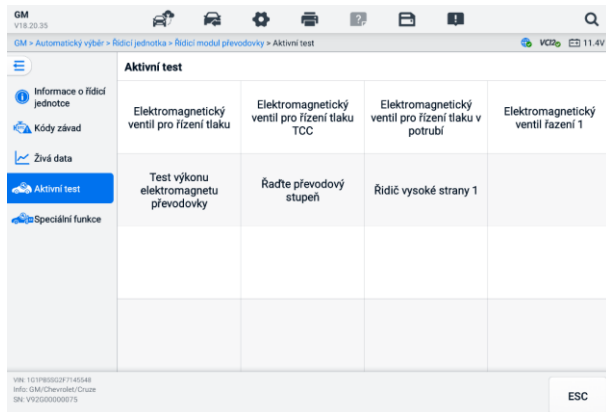 GM
V18.20.35
GM > Automatický výběr > Řídicí jednotka > Řídicí modul převodovky > Aktivní test
VCI 11.4V
Aktivní test
Informace o řídicí
jednotce
Kódy závad
Živá data
Aktivní test
Speciální funkce
Elektromagnetický
ventil pro řízení tlaku
Elektromagnetický
ventil pro řízení tlaku
TCC
Elektromagnetický
ventil pro řízení tlaku v
potrubí
Elektromagnetický
ventil řazení 1
Test výkonu
elektromagnetu
převodovky
Řaďte převodový
stupeň
Řidič vysoké strany 1
Info: GM/Chevrolet/Cruze
SN: V92G00000075
ESC